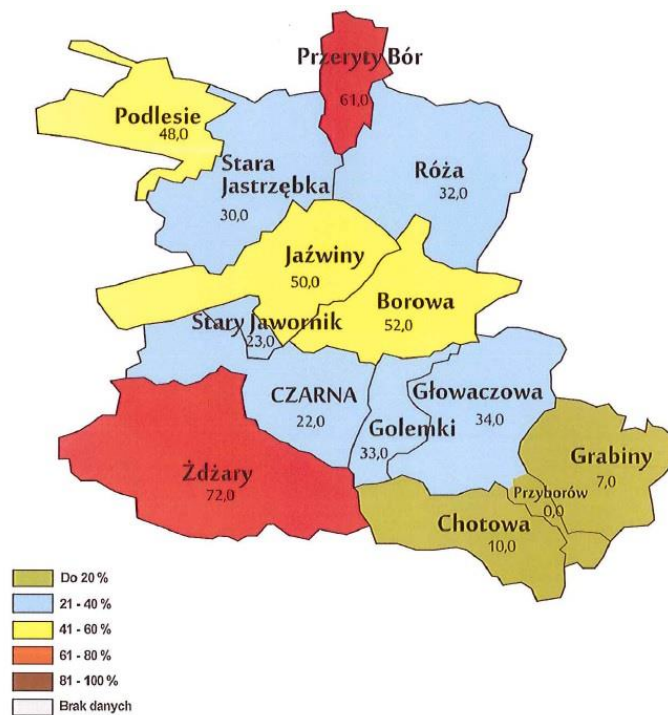 Przeryty Bór
61,0
Podlesie
48,0
Stara
Jastrzębka
30,0
Róża
32,0
Jaźwiny
50,0
Borowa
52,0
Stary Jawornik
23,0
CZARNA
22,0
Golemki
33,0
Głowaczowa
34,0
Żdżary
72,0
Grabiny
7,0
Przyborów
0,0
Chotowa
10,0
Do 20 %
21 - 40 %
41 - 60 %
61 - 80 %
81 - 100 %
Brak danych